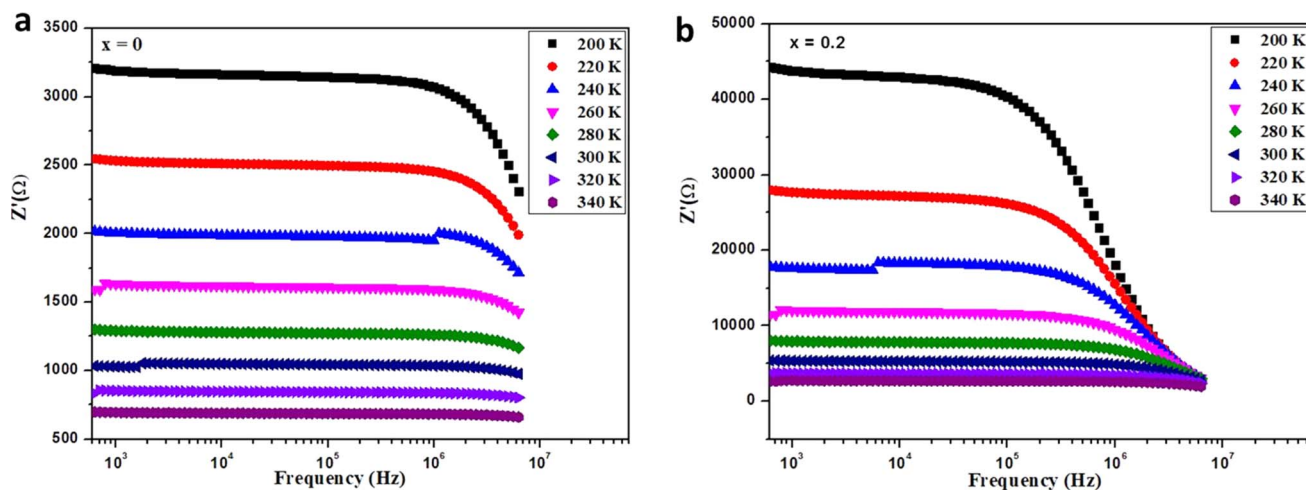 a
x = 0
3500
3000
2500
2000
1500
1000
500
Z'(Ω)
10³ 10⁴ 10⁵ 10⁶ 10⁷
Frequency (Hz)
200 K
220 K
240 K
260 K
280 K
300 K
320 K
340 K
b
x = 0.2
50000
40000
30000
20000
10000
0
Z'(Ω)
10³ 10⁴ 10⁵ 10⁶ 10⁷
Frequency (Hz)
200 K
220 K
240 K
260 K
280 K
300 K
320 K
340 K